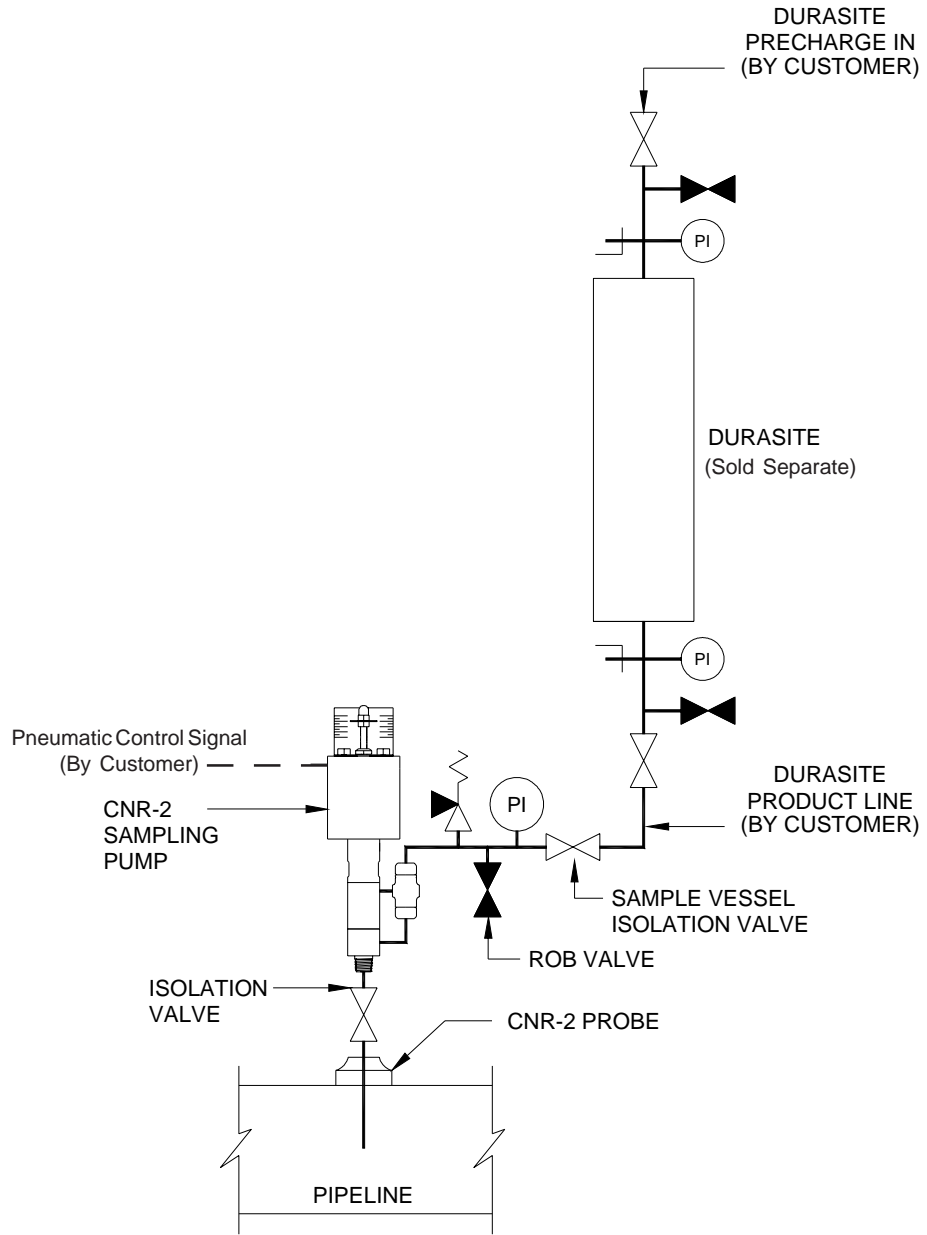 DURASITE
PRECHARGE IN
(BY CUSTOMER)
PI
DURASITE
(Sold Separate)
PI
Pneumatic Control Signal
(By Customer)
CNR-2
SAMPLING
PUMP
PI
DURASITE
PRODUCT LINE
(BY CUSTOMER)
SAMPLE VESSEL
ISOLATION VALVE
ROB VALVE
ISOLATION
VALVE
CNR-2 PROBE
PIPELINE